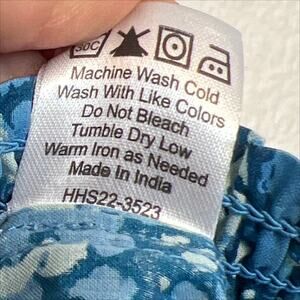 30C
Machine Wash Cold
Wash With Like Colors
Do Not Bleach
Tumble Dry Low
Warm Iron as Needed
Made In India
HHS22-3523